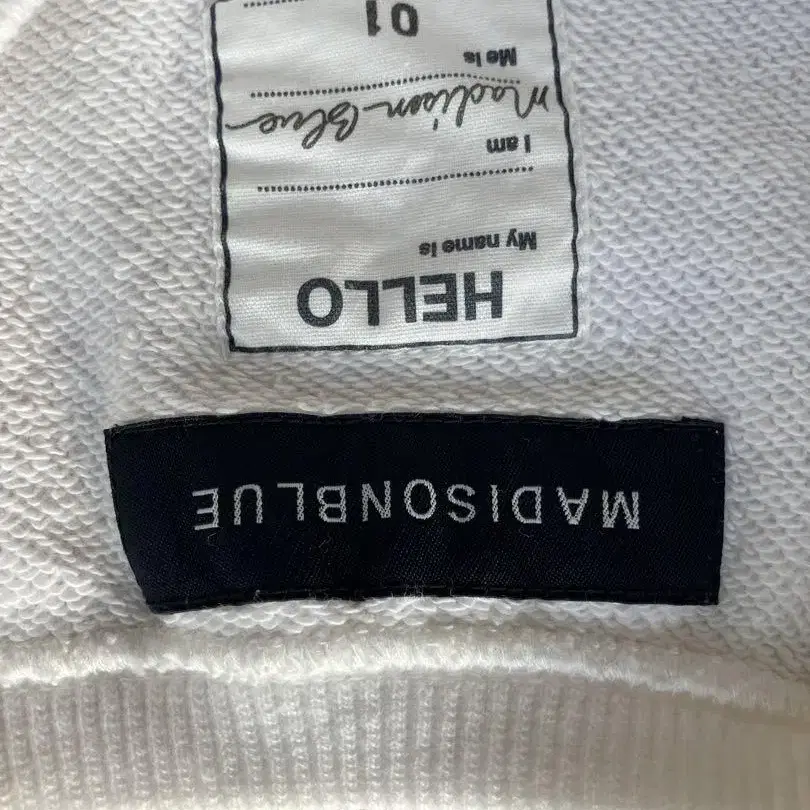 MADISONBLUE
HELLO
My name is
I am
Madison Blue
Me is
01